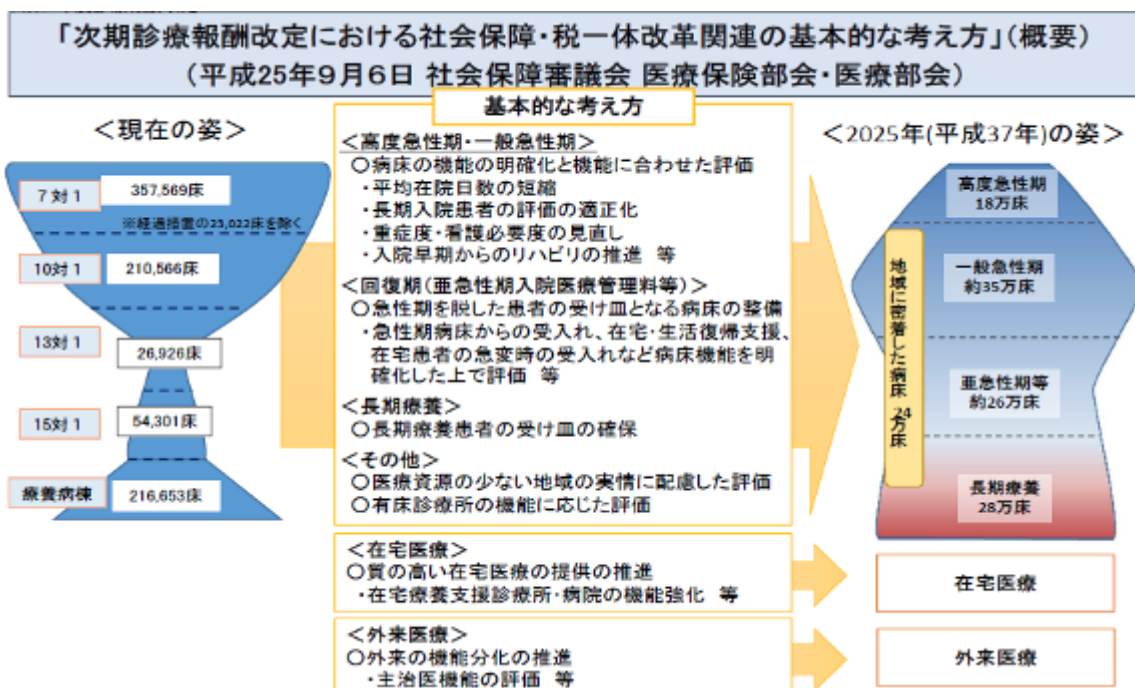 「次期診療報酬改定における社会保障・税一体改革関連の基本的な考え方」(概要)
(平成25年9月6日 社会保障審議会 医療保険部会・医療部会)
<現在の姿>
7対1
357,569床
※経過措置の23,022床を除く
10対1
210,566床
13対1
26,926床
15対1
54,301床
療養病棟
216,653床
基本的な考え方
<高度急性期・一般急性期>
○病床の機能の明確化と機能に合わせた評価
・平均在院日数の短縮
・長期入院患者の評価の適正化
・重症度・看護必要度の見直し
・入院早期からのリハビリの推進 等
<回復期(亜急性期入院医療管理料等)>
○急性期を脱した患者の受け皿となる病床の整備
・急性期病床からの受入れ、在宅・生活復帰支援、
在宅患者の急変時の受入れなど病床機能を明
確化した上で評価 等
<長期療養>
○長期療養患者の受け皿の確保
<その他>
○医療資源の少ない地域の実情に配慮した評価
○有床診療所の機能に応じた評価
<在宅医療>
○質の高い在宅医療の提供の推進
・在宅療養支援診療所・病院の機能強化 等
<外来医療>
○外来の機能分化の推進
・主治医機能の評価 等
<2025年(平成37年)の姿>
高度急性期
18万床
一般急性期
約35万床
亜急性期等
約26万床
長期療養
28万床
地域に密着した病床 24万床
在宅医療
外来医療